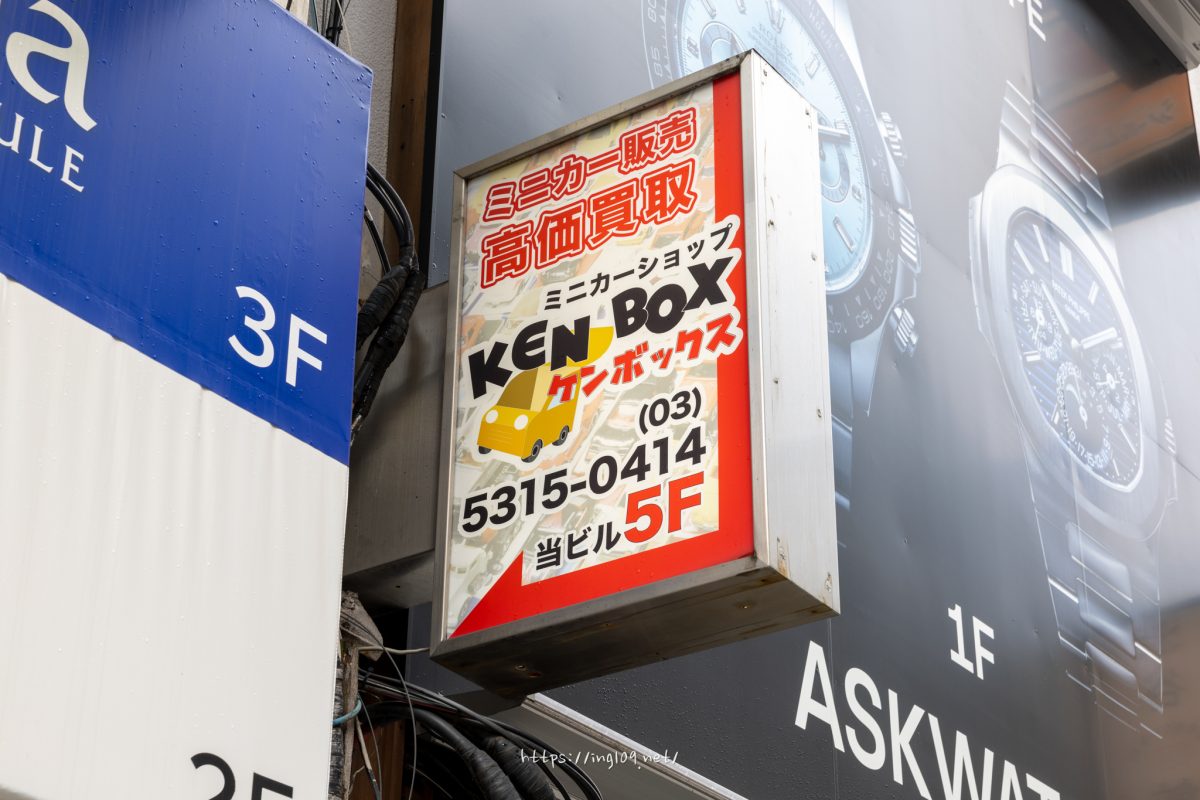 a
ULE
3F
ミニカー販売
高価買取
ミニカーショップ
KEN BOX
ケンボックス
(03)
5315-0414
当ビル5F
1F
ASKWAT
https://ing109.net/